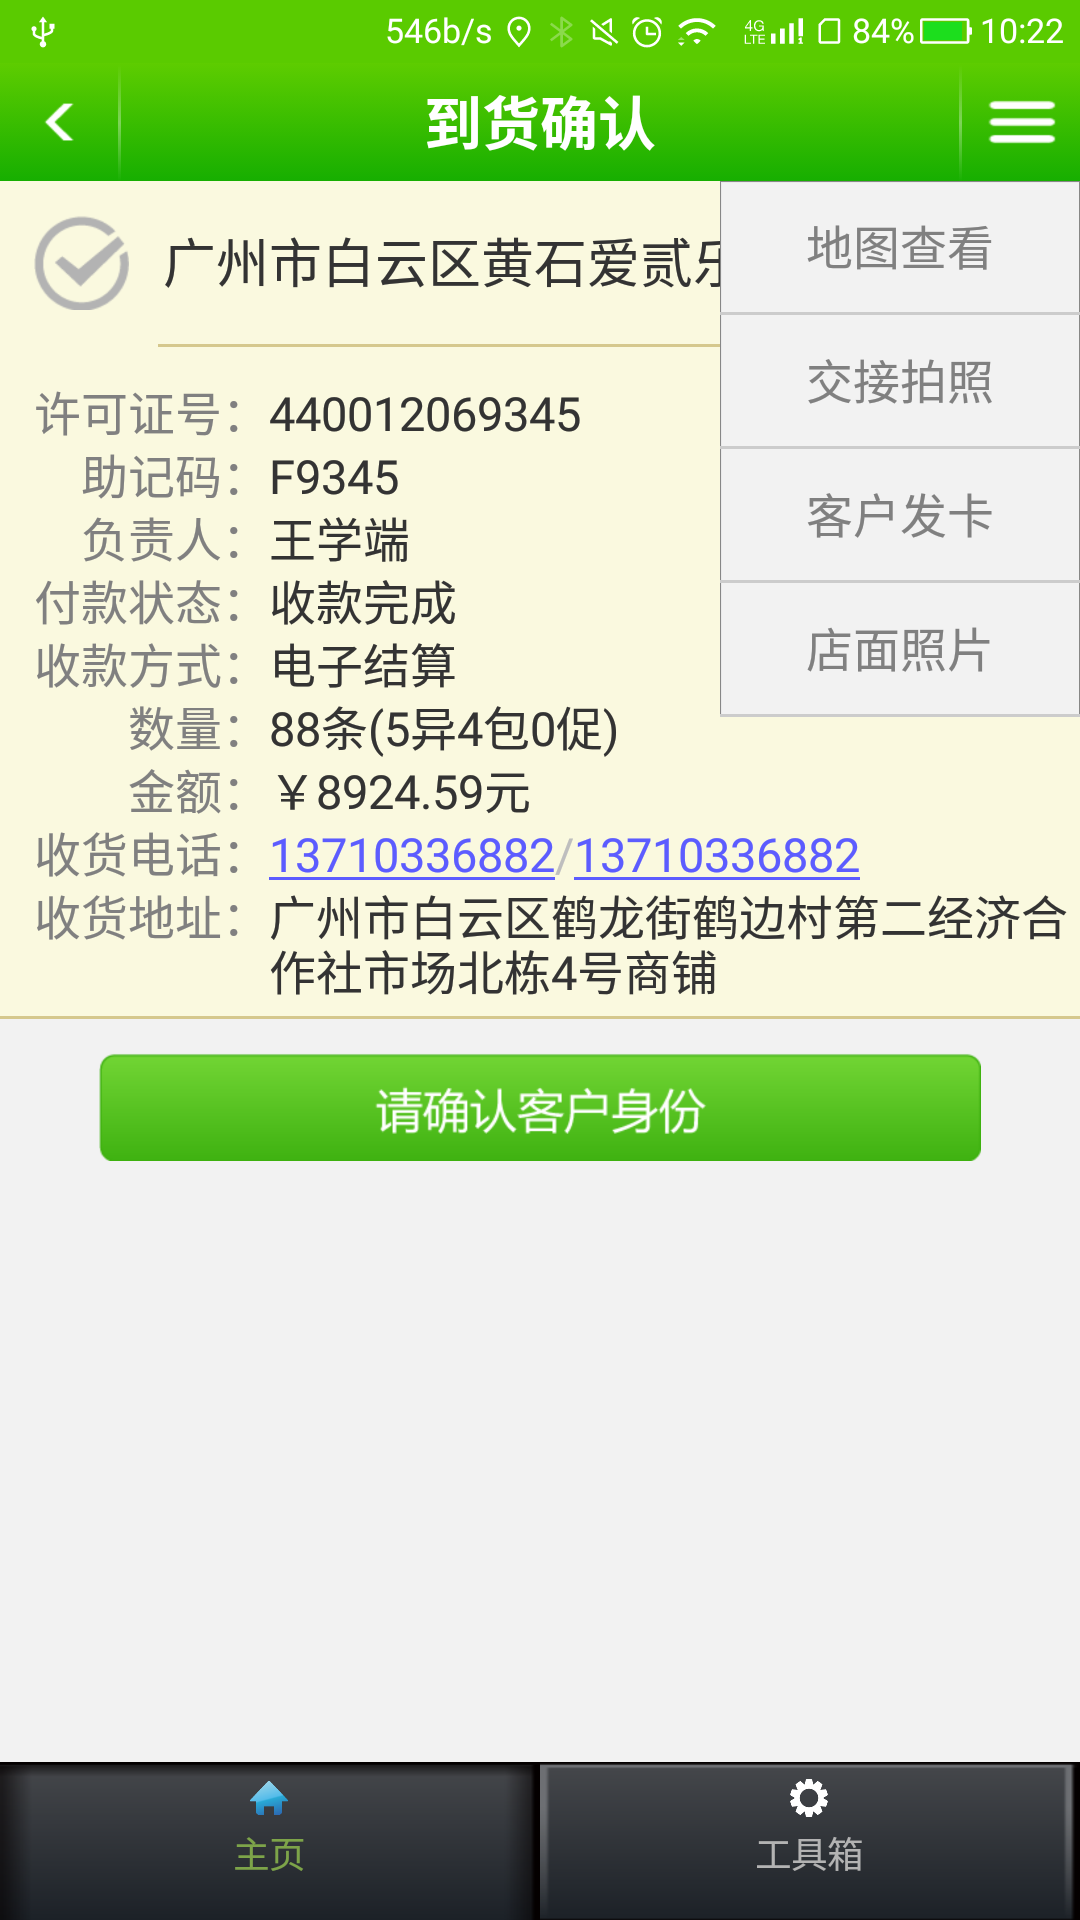 546b/s 4G LTE 84% 10:22
到货确认
广州市白云区黄石爱贰乐
地图查看
交接拍照
客户发卡
店面照片
许可证号：440012069345
助记码：F9345
负责人：王学端
付款状态：收款完成
收款方式：电子结算
数量：88条(5异4包0促)
金额：￥8924.59元
收货电话：13710336882/13710336882
收货地址：广州市白云区鹤龙街鹤边村第二经济合
作社市场北栋4号商铺
请确认客户身份
主页
工具箱